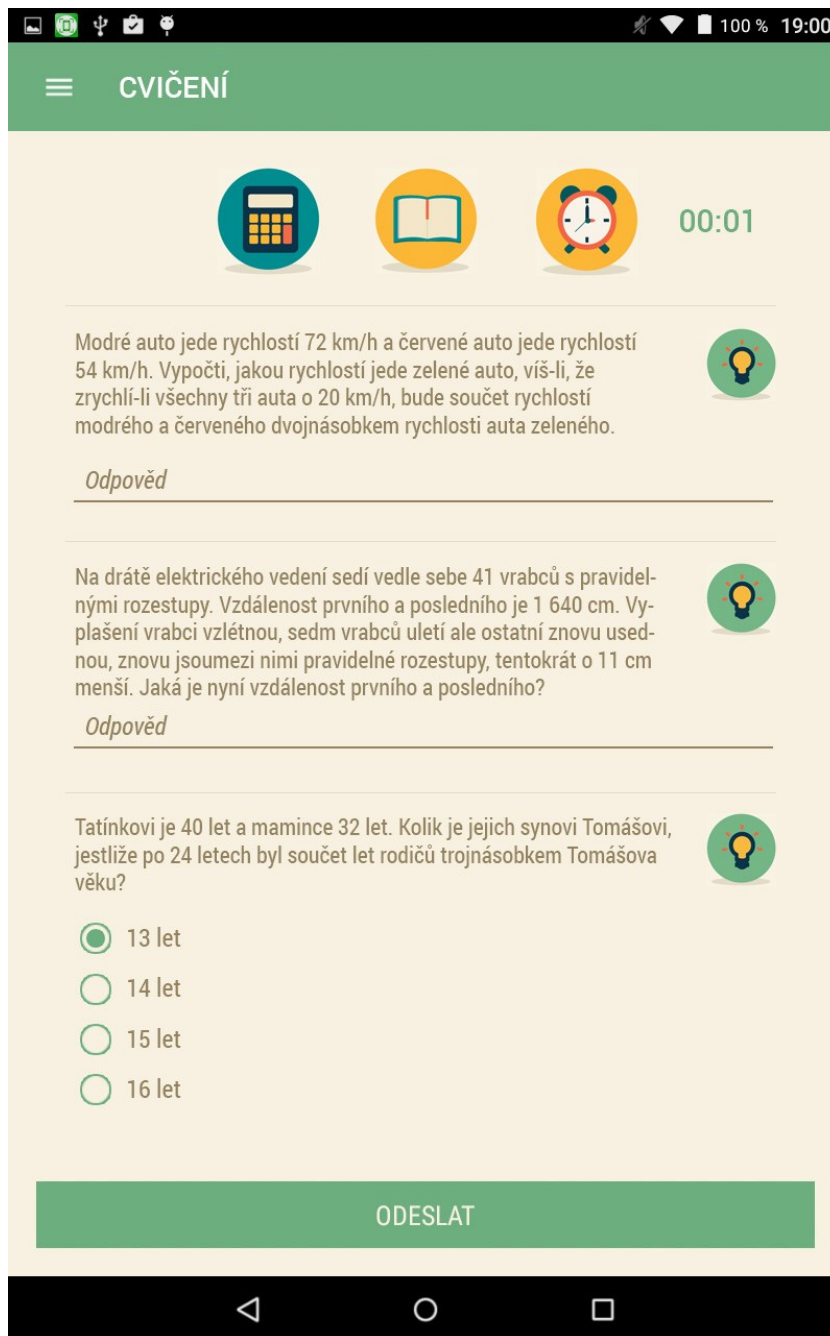 100 % 19:00
CVIČENÍ
00:01
Modré auto jede rychlostí 72 km/h a červené auto jede rychlostí
54 km/h. Vypočti, jakou rychlostí jede zelené auto, víš-li, že
zrychlí-li všechny tři auta o 20 km/h, bude součet rychlostí
modrého a červeného dvojnásobkem rychlosti auta zeleného.
Odpověd
Na drátě elektrického vedení sedí vedle sebe 41 vrabců s pravidel-
nými rozestupy. Vzdálenost prvního a posledního je 1 640 cm. Vy-
plašení vrabci vzlétnou, sedm vrabců uletí ale ostatní znovu used-
nou, znovu jsoumezi nimi pravidelné rozestupy, tentokrát o 11 cm
menší. Jaká je nyní vzdálenost prvního a posledního?
Odpověd
Tatínkovi je 40 let a mamince 32 let. Kolik je jejich synovi Tomášovi,
jestliže po 24 letech byl součet let rodičů trojnásobkem Tomášova
věku?
13 let
14 let
15 let
16 let
ODESLAT